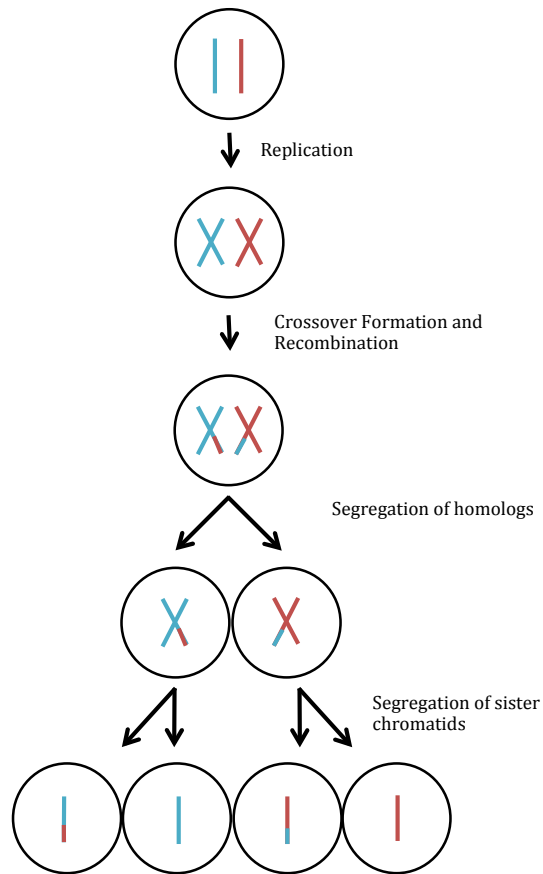 Replication
Crossover Formation and
Recombination
Segregation of homologs
Segregation of sister
chromatids